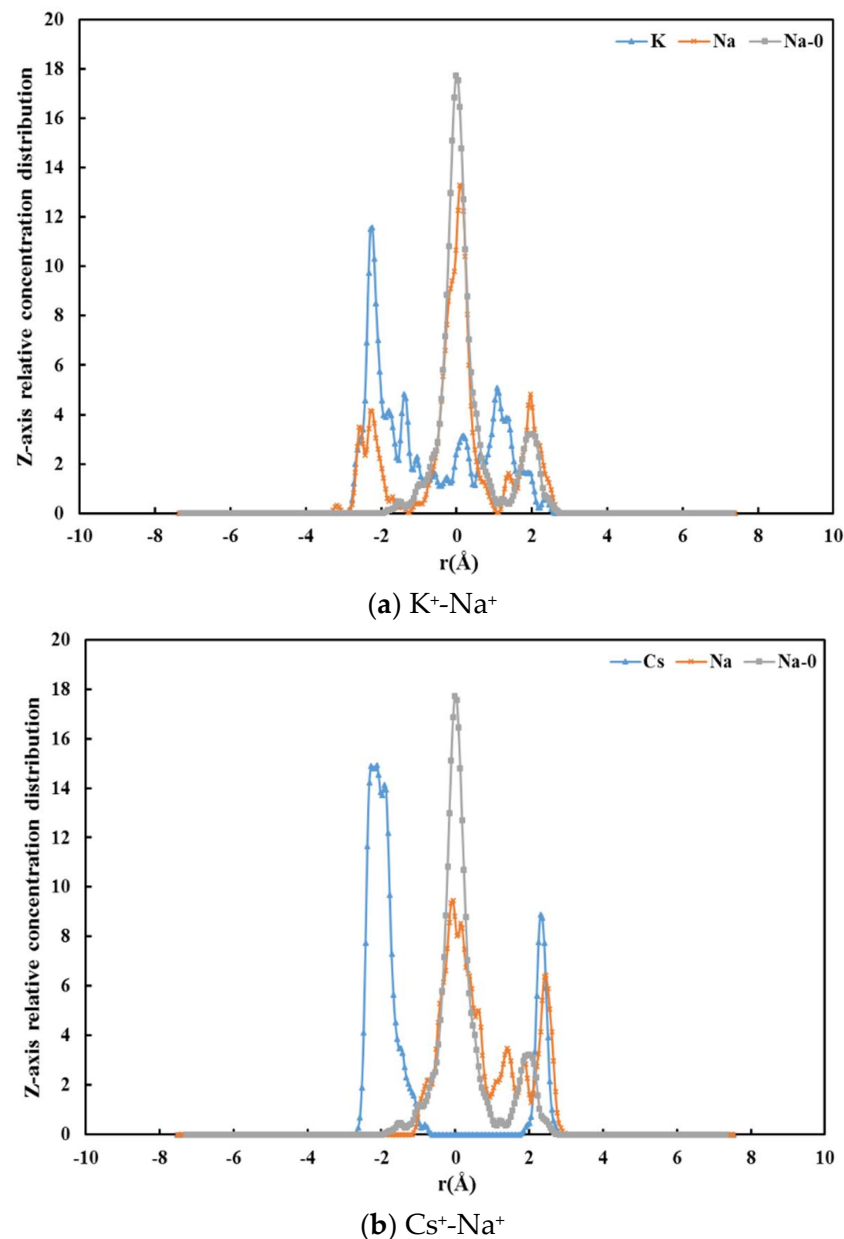 20
18
16
14
12
10
8
6
4
2
0
Z-axis relative concentration distribution
K Na Na-0
-10 -8 -6 -4 -2 0 2 4 6 8 10
r(Å)
(a) K⁺-Na⁺
20
18
16
14
12
10
8
6
4
2
0
Z-axis relative concentration distribution
Cs Na Na-0
-10 -8 -6 -4 -2 0 2 4 6 8 10
r(Å)
(b) Cs⁺-Na⁺